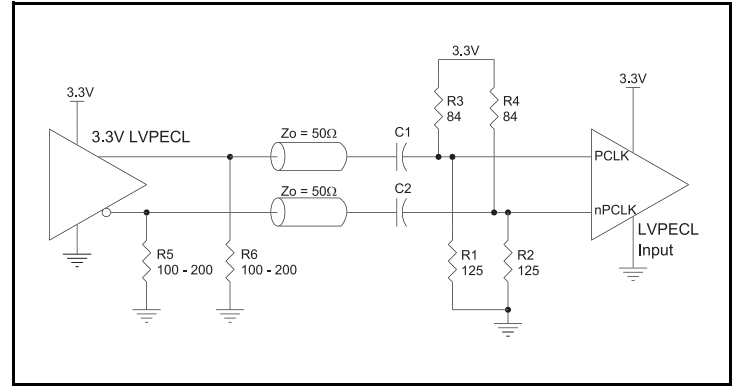 3.3V
3.3V
3.3V
3.3V LVPECL
R3
84
R4
84
Zo = 50Ω
C1
PCLK
Zo = 50Ω
C2
nPCLK
LVPECL
Input
R5
100 - 200
R6
100 - 200
R1
125
R2
125